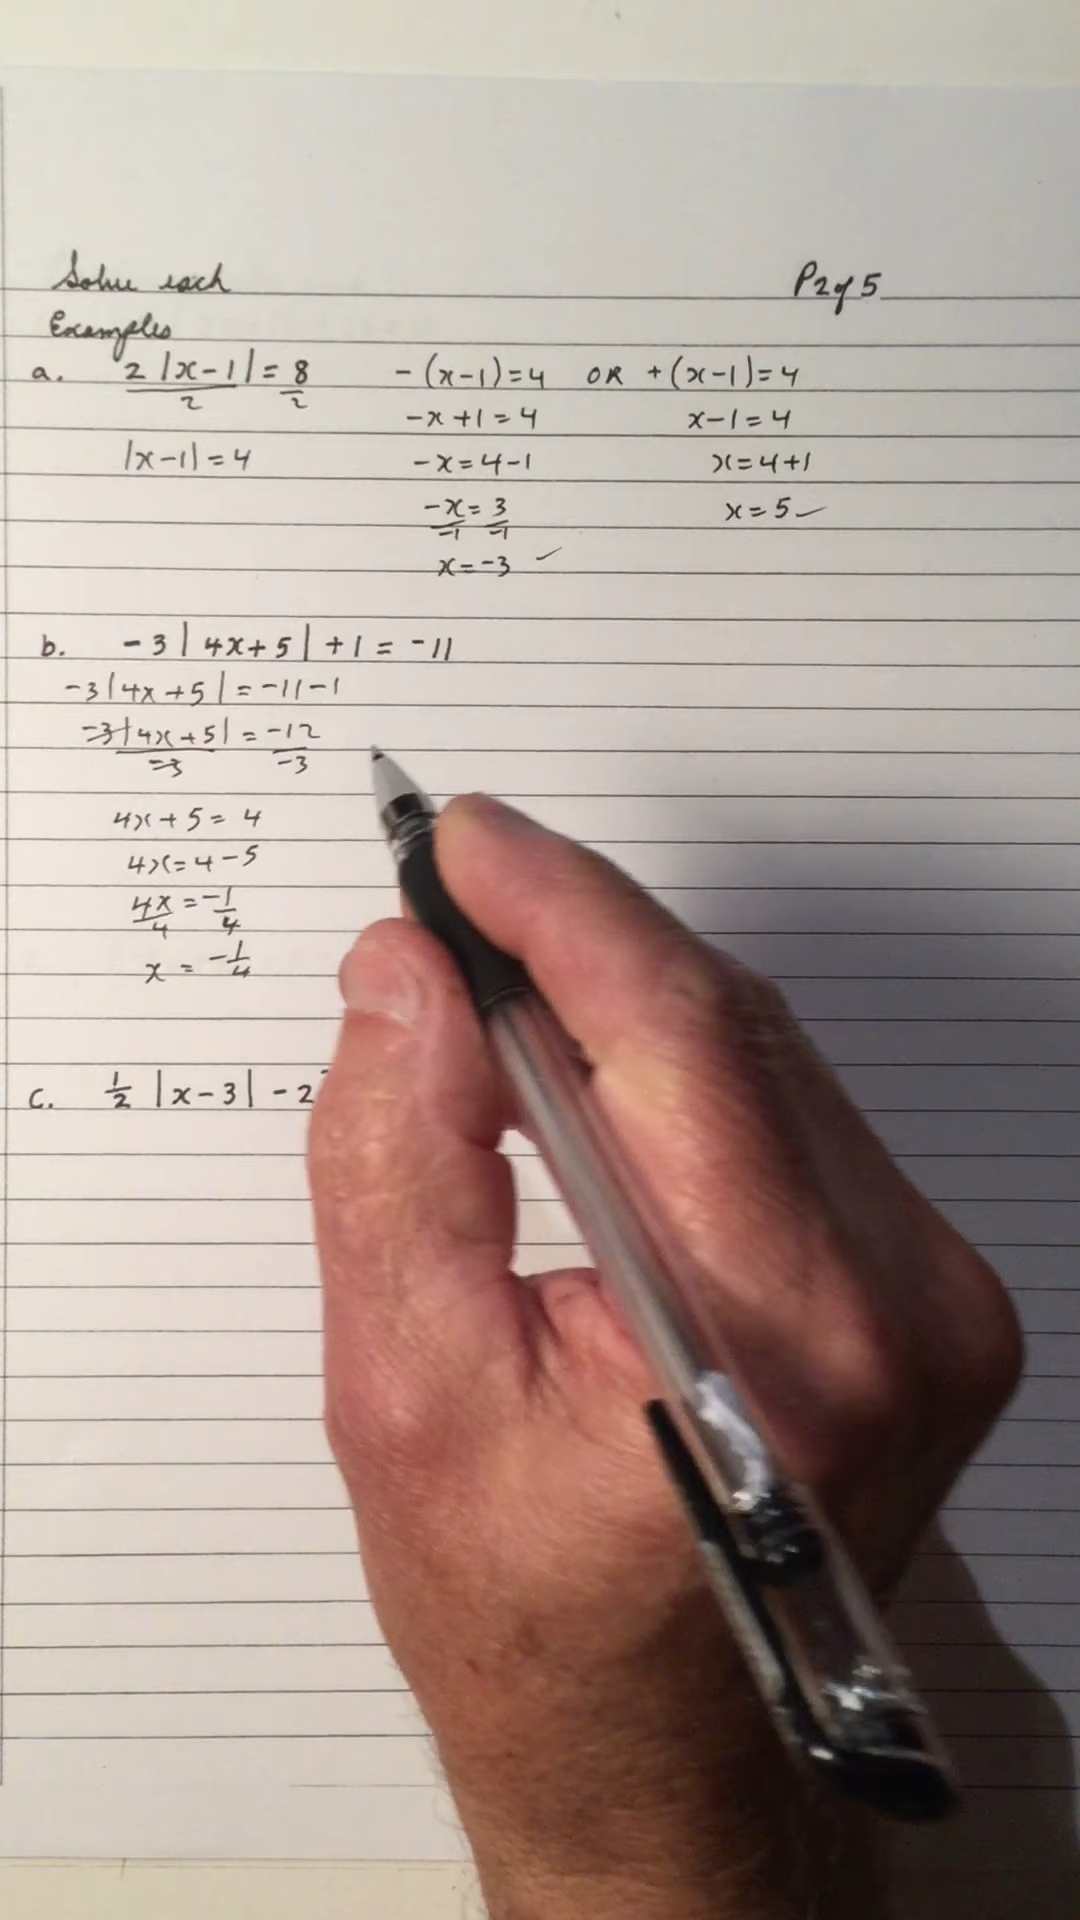 Solve each P2 of 5
Examples
a. 2|x-1| = 8 -(x-1)=4 OR +(x-1)=4
2 2 -x+1=4 x-1=4
|x-1|=4 -x=4-1 x=4+1
-x=3 x=5 ✓
-1 -1
x=-3 ✓
b. -3|4x+5|+1=-11
-3|4x+5|=-11-1
-3|4x+5|=-12
-3 -3
4x+5=4
4x=4-5
4x=-1
4 4
x=-1/4
c. 1/2 |x-3| -2